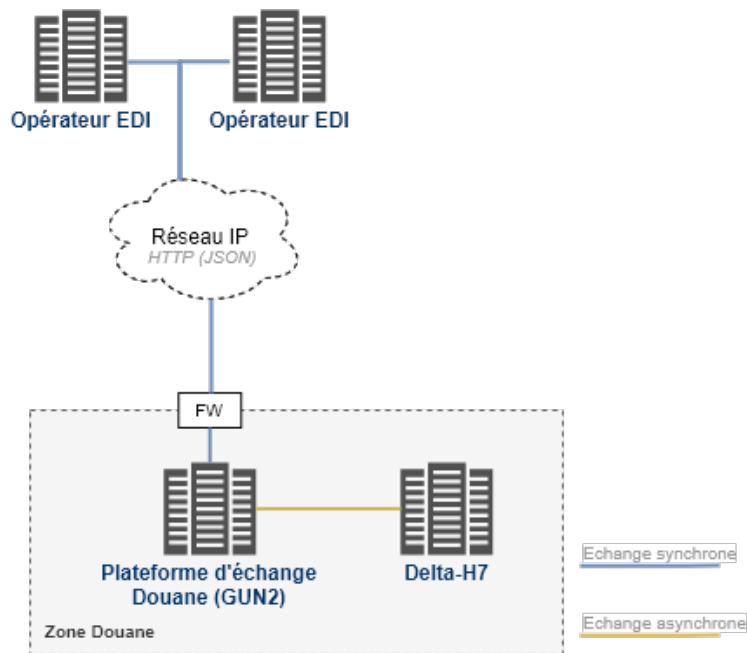 Opérateur EDI
Opérateur EDI
Réseau IP
HTTP (JSON)
FW
Plateforme d'échange
Douane (GUN2)
Delta-H7
Zone Douane
Echange synchrone
Echange asynchrone